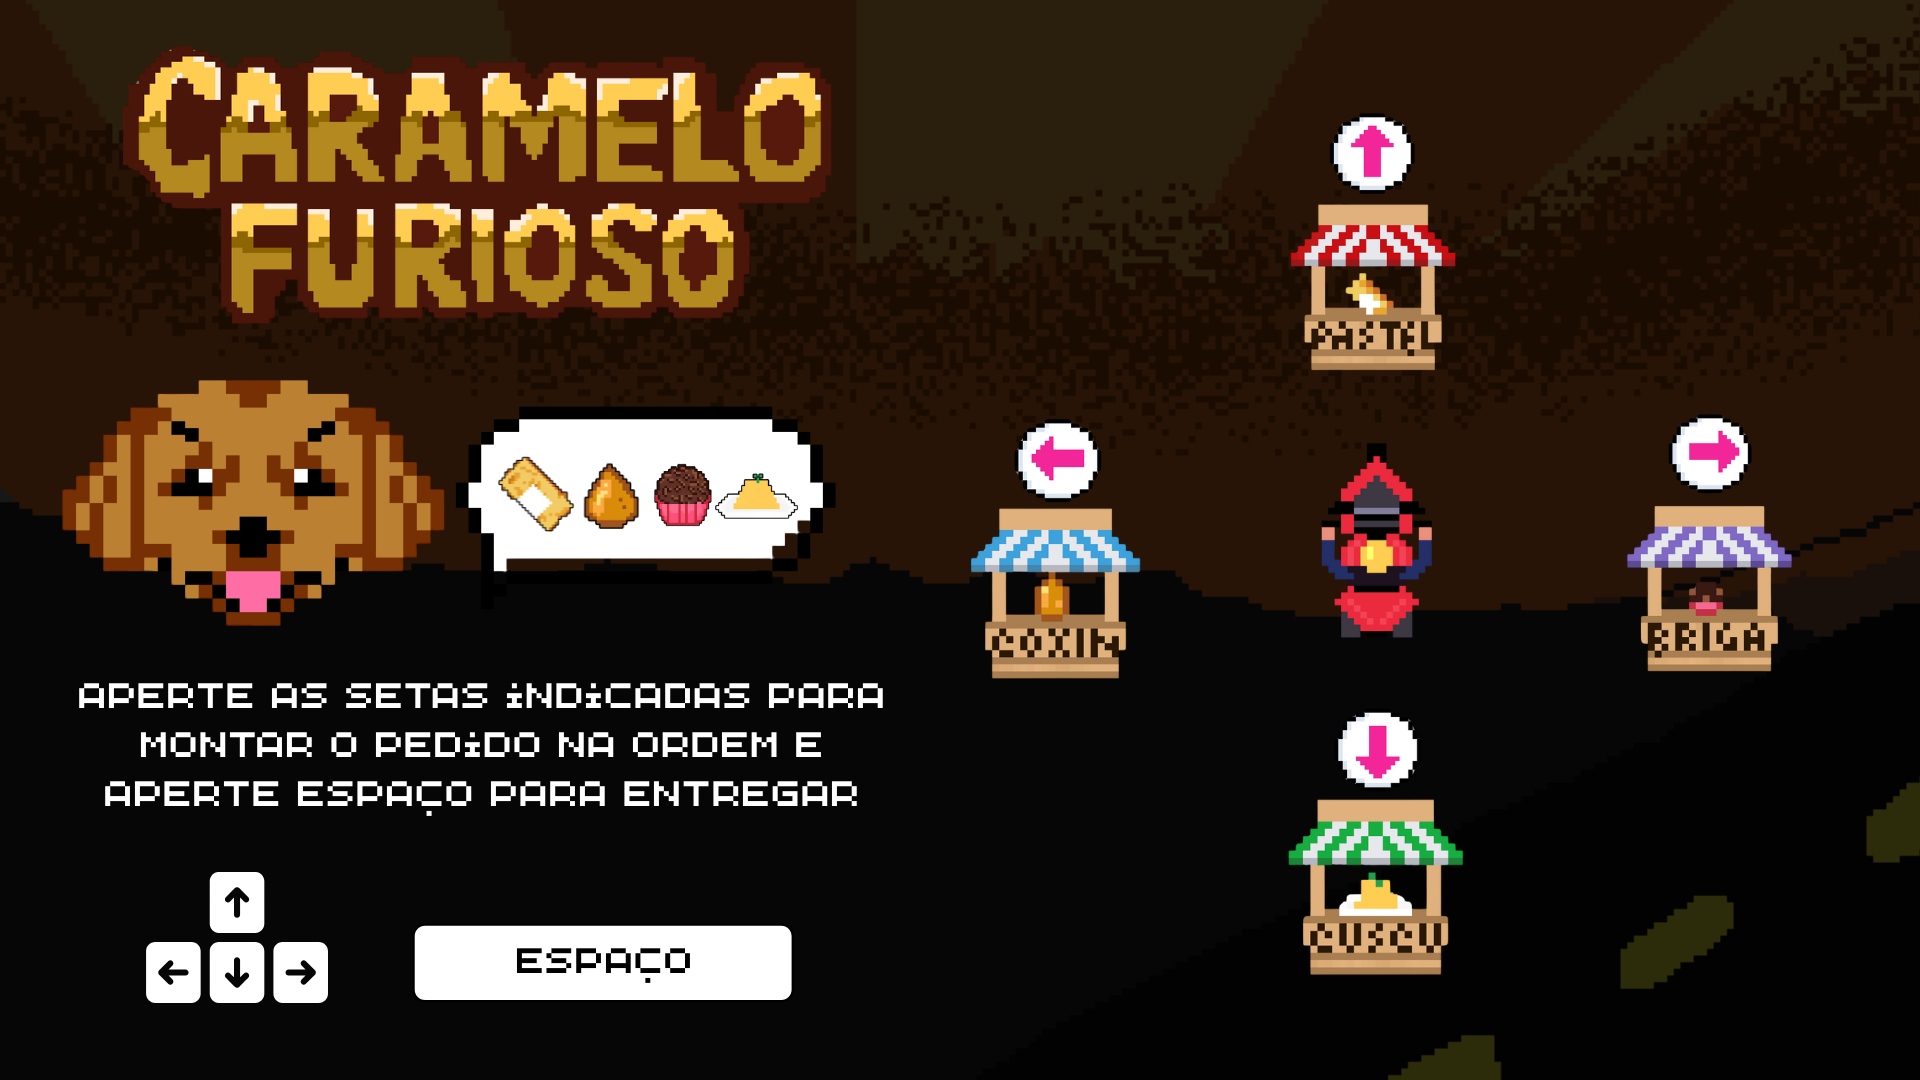 CARAMELO
FURIOSO
PASTEL
COXIN
BRIGA
APERTE AS SETAS INDICADAS PARA
MONTAR O PEDIDO NA ORDEM E
APERTE ESPAÇO PARA ENTREGAR
CUSCU
ESPAÇO